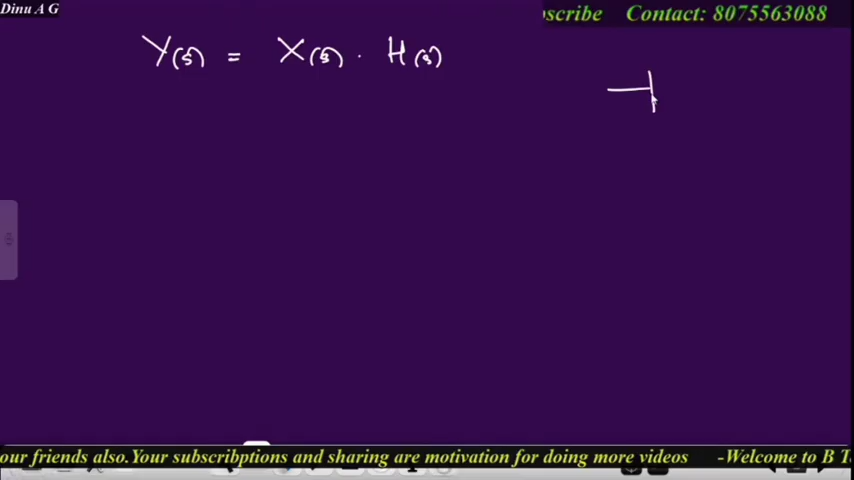 Dinu A G
scribe Contact: 8075563088
Y(s) = X(s) . H(s)
our friends also.Your subscribptions and sharing are motivation for doing more videos -Welcome to B T